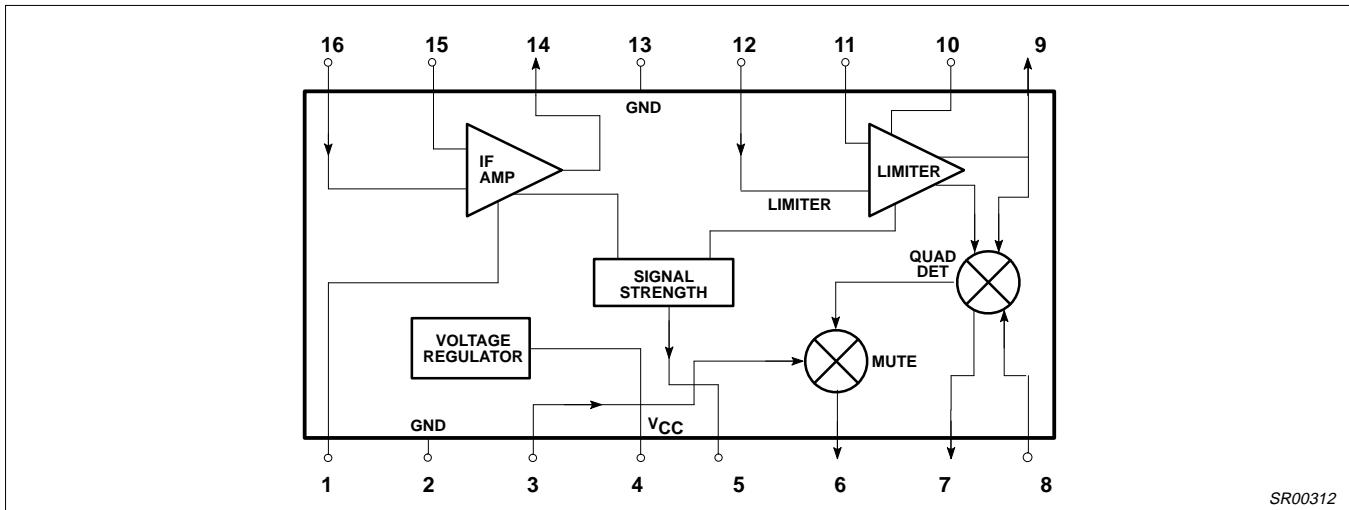 16 15 14 13 12 11 10 9
GND
IF
AMP
LIMITER
LIMITER
QUAD
DET
SIGNAL
STRENGTH
VOLTAGE
REGULATOR
MUTE
GND
VCC
1 2 3 4 5 6 7 8
SR00312